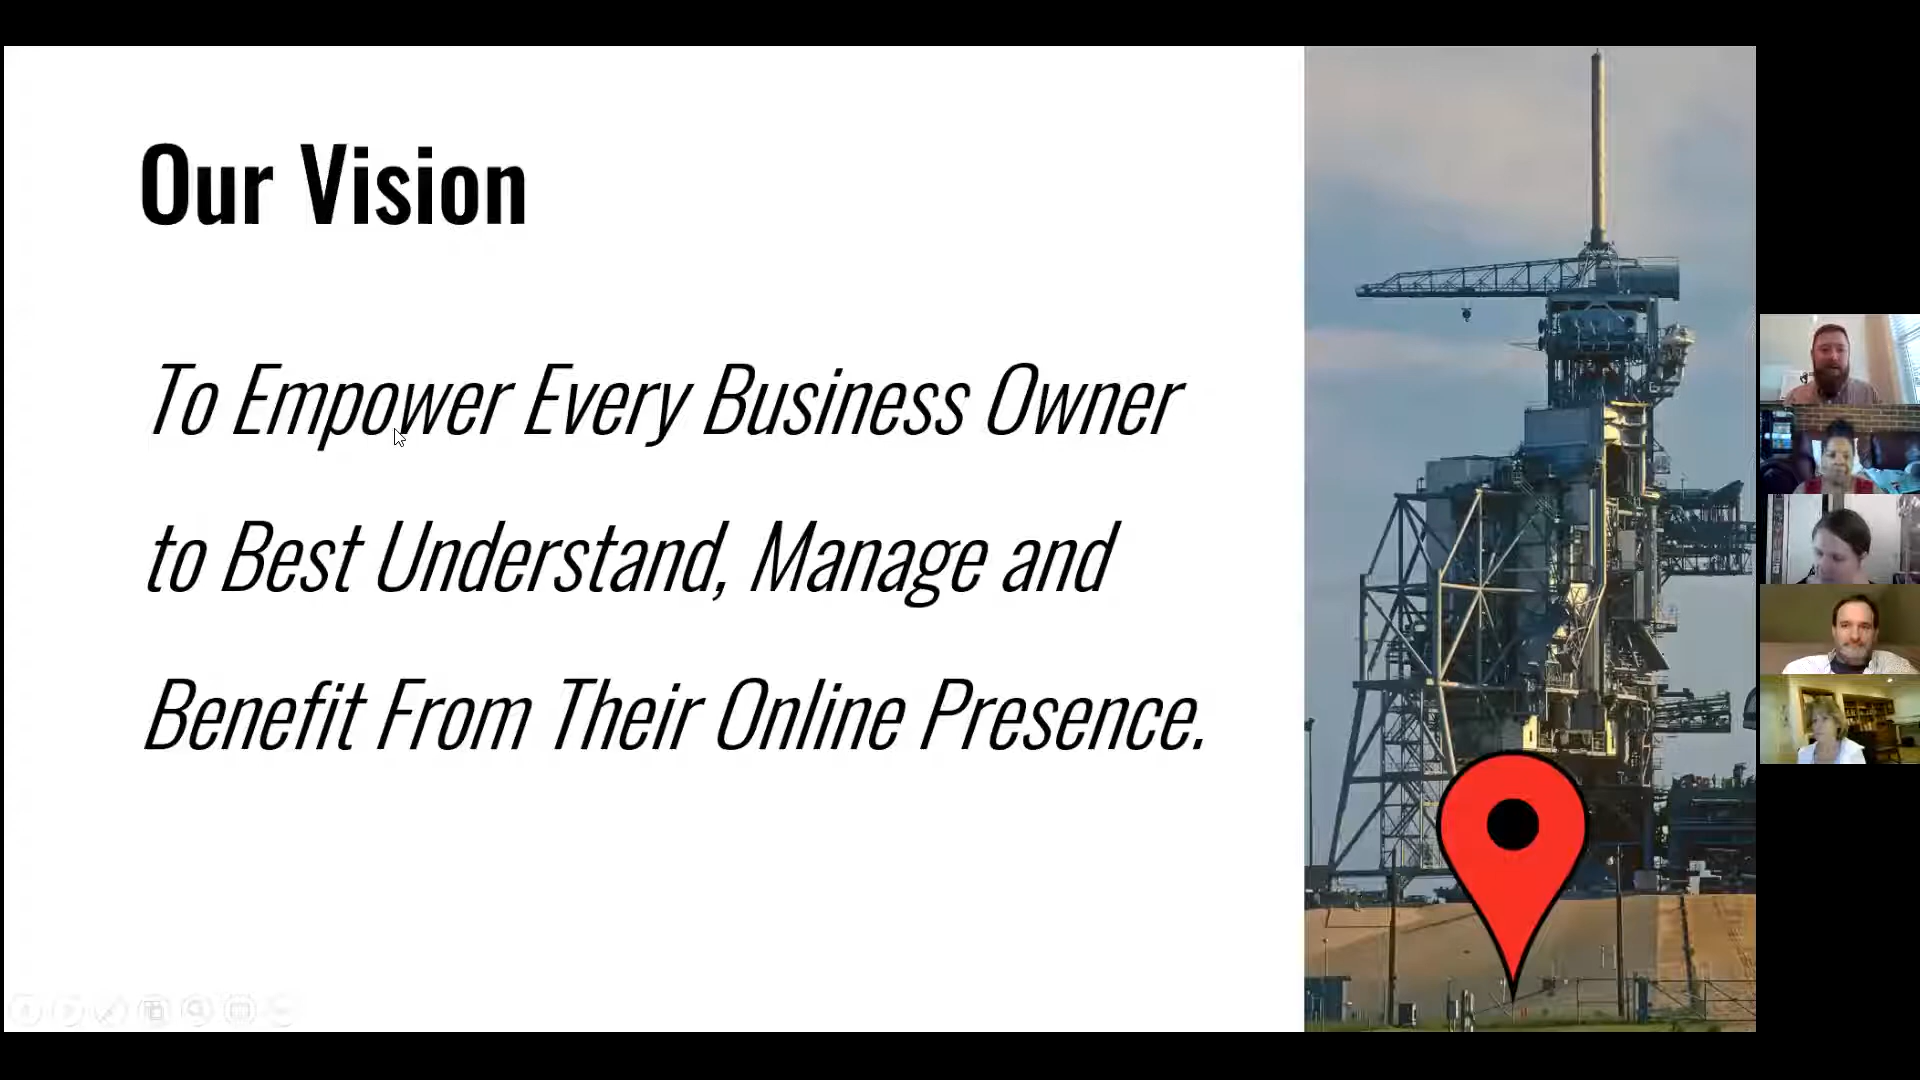 Our Vision
To Empower Every Business Owner
to Best Understand, Manage and
Benefit From Their Online Presence.